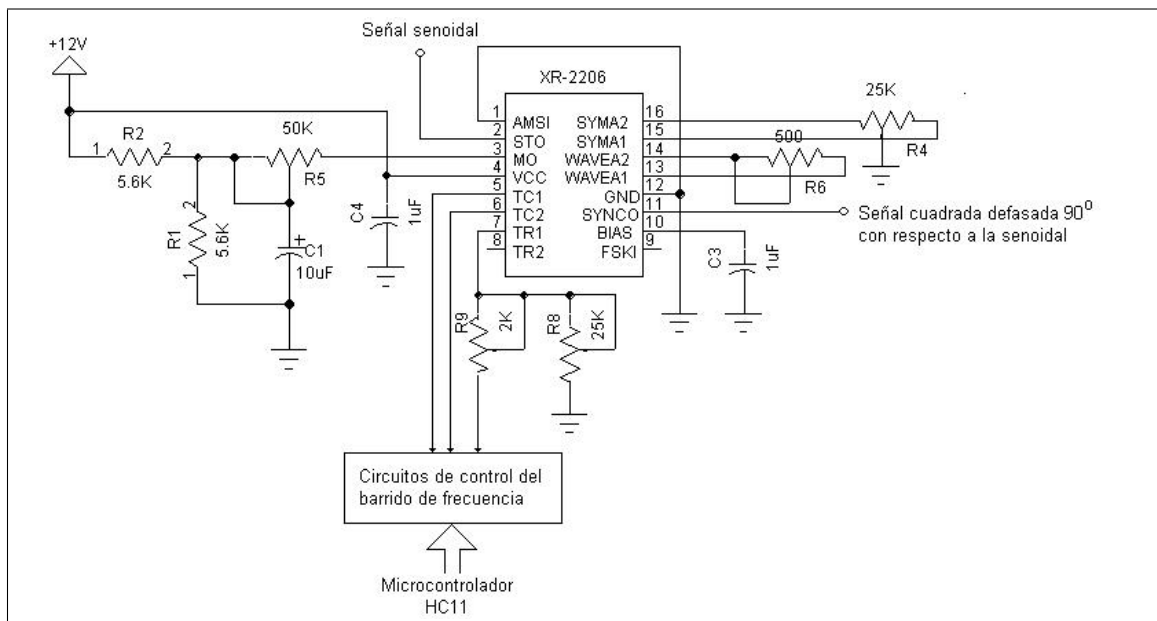 +12V
Señal senoidal
XR-2206
R2
1
2
5.6K
50K
R5
R1
2
1
5.6K
C1
+
10uF
C4
1uF
1
2
3
4
5
6
7
8
AMSI
STO
MO
VCC
TC1
TC2
TR1
TR2
SYMA2
SYMA1
WAVEA2
WAVEA1
GND
SYNCO
BIAS
FSKI
16
15
14
13
12
11
10
9
25K
R4
500
R6
Señal cuadrada defasada 90º
con respecto a la senoidal
C3
1uF
R9
2K
R8
25K
Circuitos de control del
barrido de frecuencia
Microcontrolador
HC11